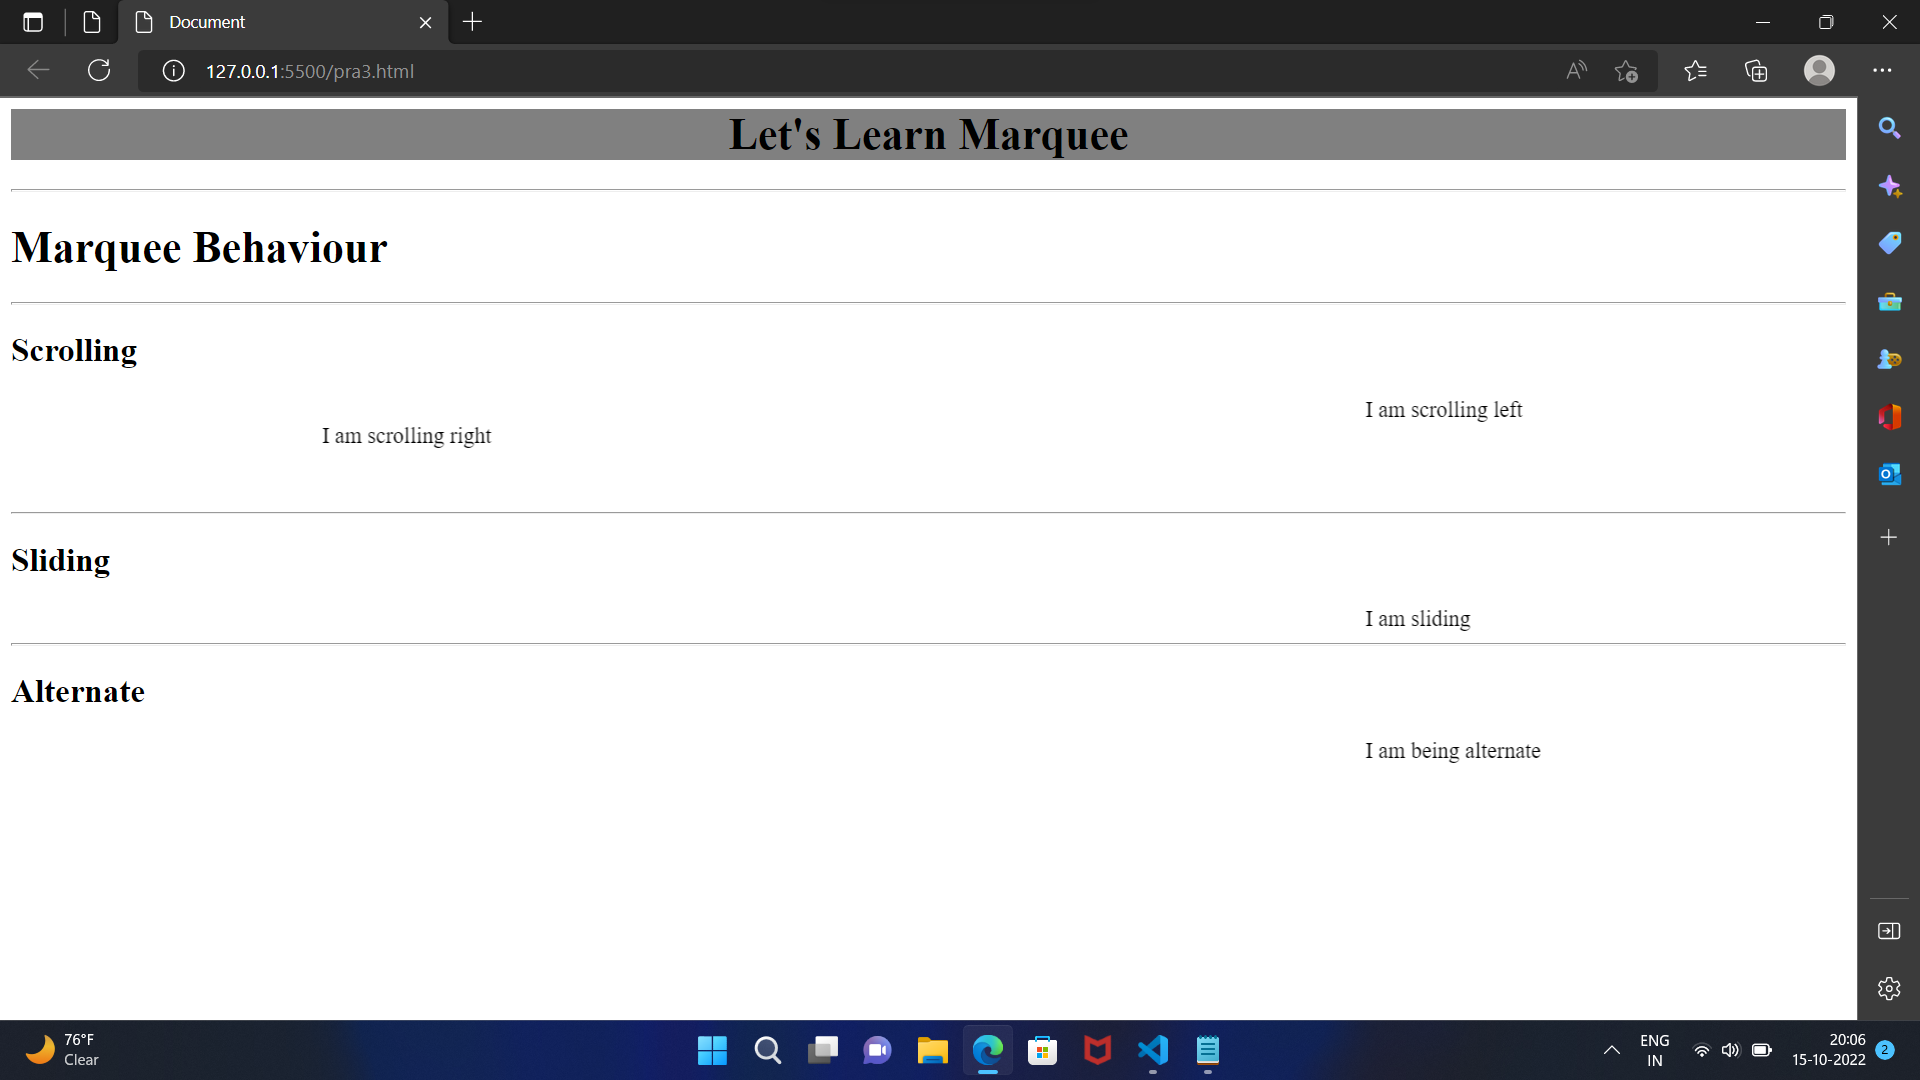 Document
127.0.0.1:5500/pra3.html
Let's Learn Marquee
Marquee Behaviour
Scrolling
I am scrolling left
I am scrolling right
Sliding
I am sliding
Alternate
I am being alternate
76°F
Clear
ENG
IN
20:06
15-10-2022
2